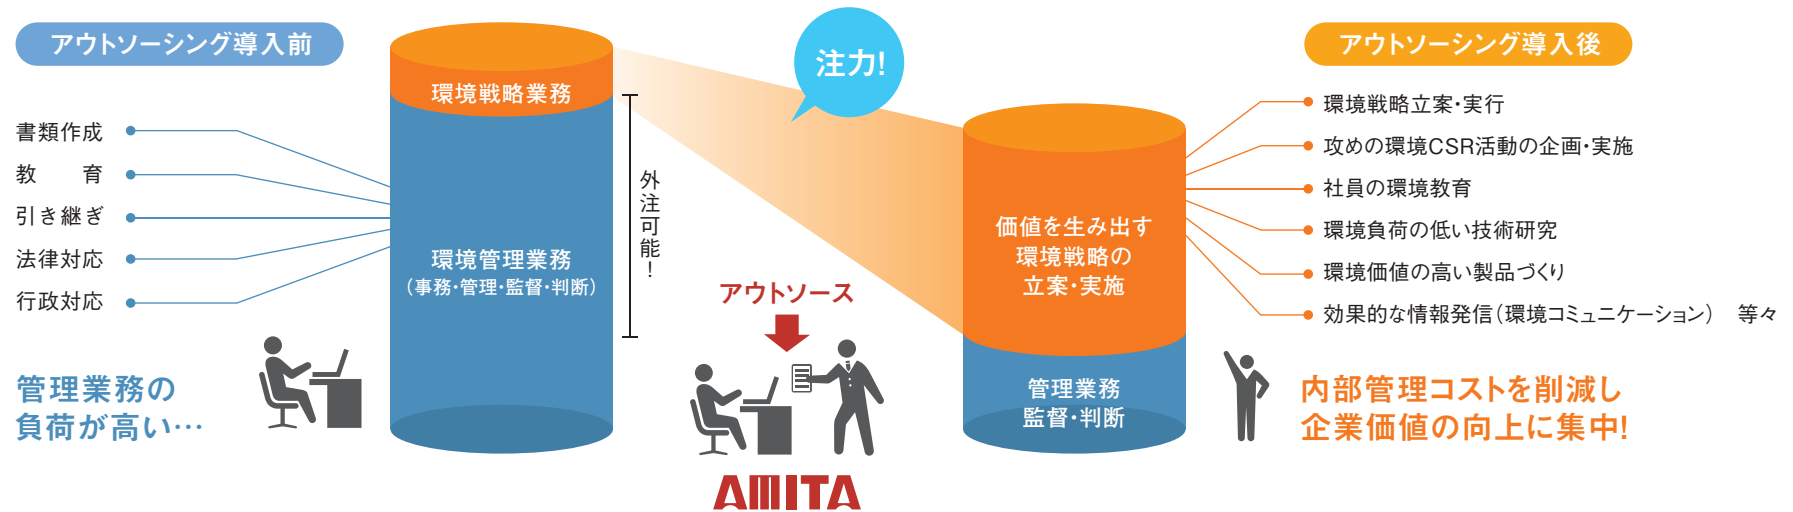 アウトソーシング導入前
環境戦略業務
書類作成
教　育
引き継ぎ
法律対応
行政対応
環境管理業務
（事務・管理・監督・判断）
外注可能！
管理業務の
負荷が高い…
注力！
アウトソース
AMITA
アウトソーシング導入後
価値を生み出す
環境戦略の
立案・実施
管理業務
監督・判断
環境戦略立案・実行
攻めの環境CSR活動の企画・実施
社員の環境教育
環境負荷の低い技術研究
環境価値の高い製品づくり
効果的な情報発信（環境コミュニケーション）　等々
内部管理コストを削減し
企業価値の向上に集中！